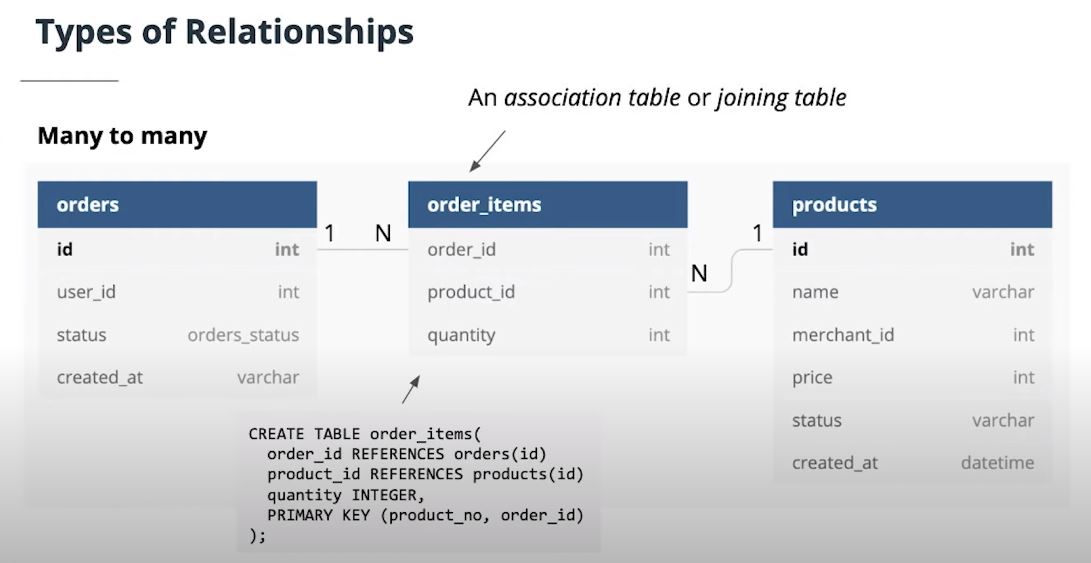 Types of Relationships
An association table or joining table
Many to many
orders
id int
user_id int
status orders_status
created_at varchar
1 N
order_items
order_id int
product_id int
quantity int
N 1
products
id int
name varchar
merchant_id int
price int
status varchar
created_at datetime
CREATE TABLE order_items(
order_id REFERENCES orders(id)
product_id REFERENCES products(id)
quantity INTEGER,
PRIMARY KEY (product_no, order_id)
);